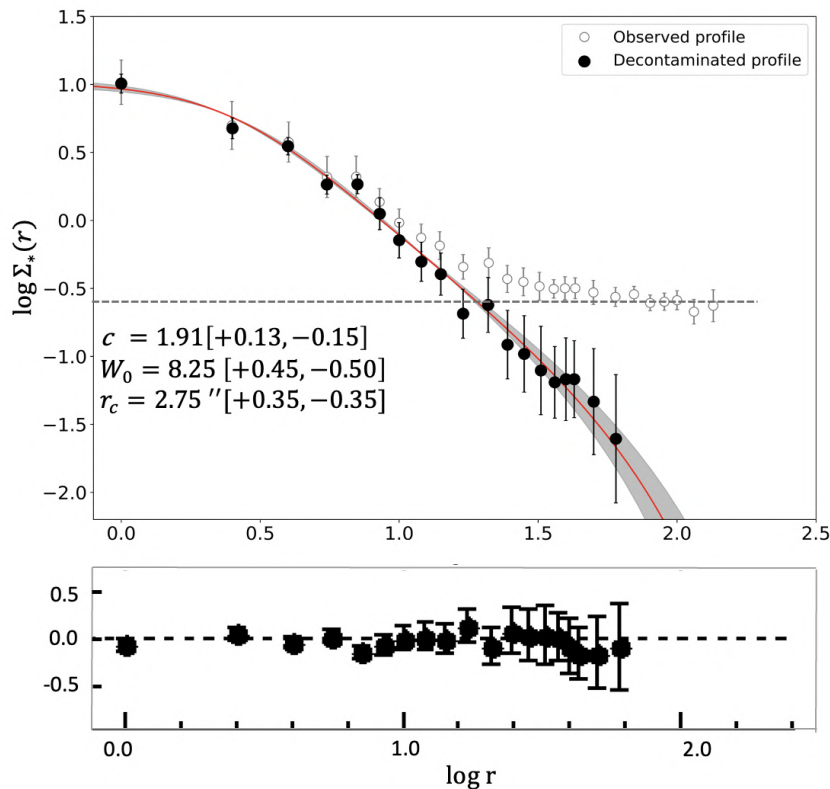 1.5
Observed profile
Decontaminated profile
1.0
0.5
0.0
-0.5
-1.0
-1.5
-2.0
log Σ*(r)
c = 1.91[+0.13, −0.15]
W₀ = 8.25 [+0.45, −0.50]
r_c = 2.75 ″[+0.35, −0.35]
0.0 0.5 1.0 1.5 2.0 2.5
0.5
0.0
-0.5
0.0 1.0 2.0
log r